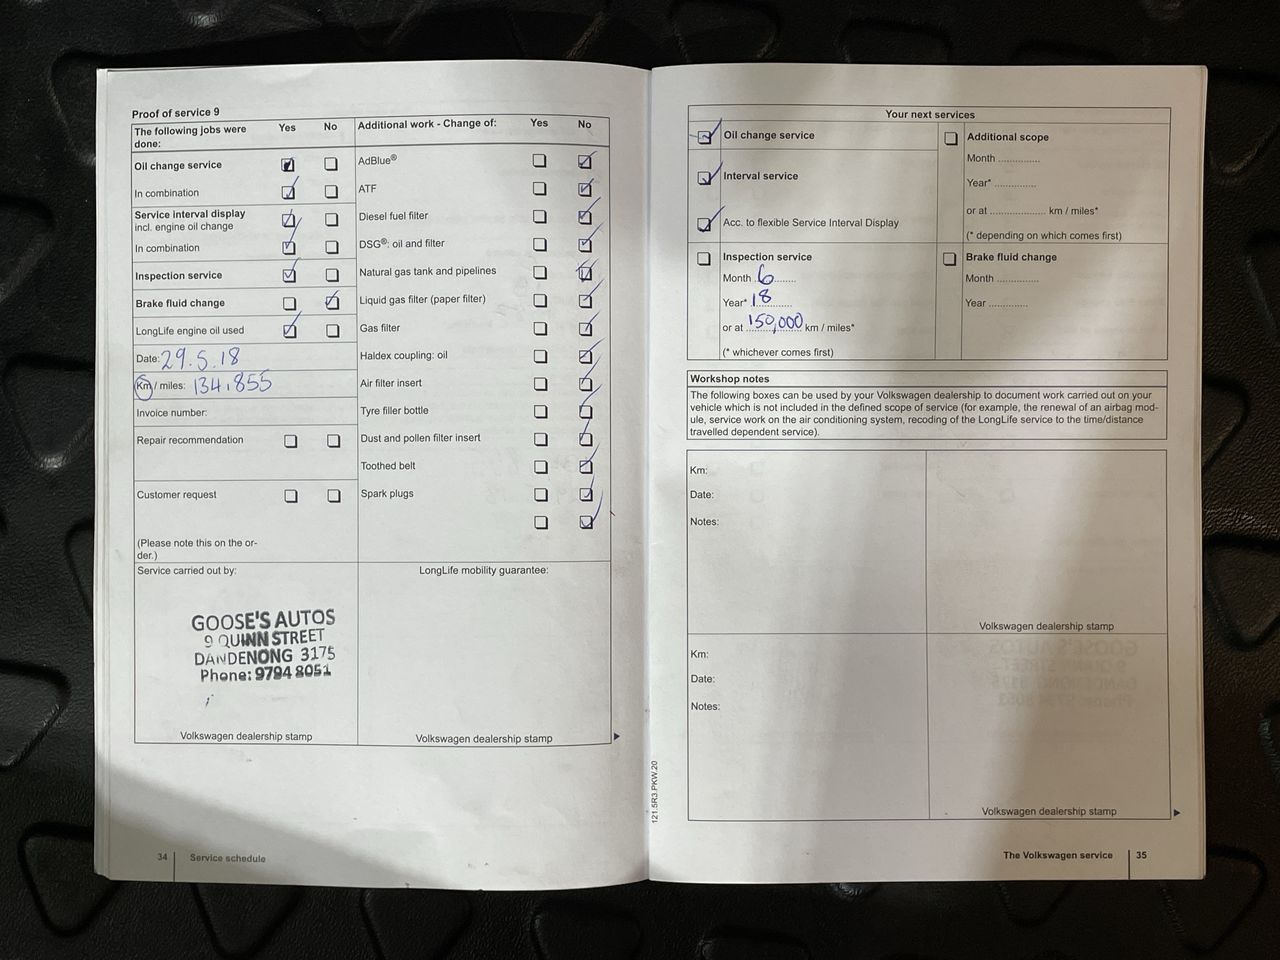 Proof of service 9
The following jobs were done: Yes No
Oil change service
In combination
Service interval display
incl. engine oil change
In combination
Inspection service
Brake fluid change
LongLife engine oil used
Date: 29.5.18
Km / miles: 134,855
Invoice number:
Repair recommendation
Customer request
(Please note this on the or-
der.)
Additional work - Change of: Yes No
AdBlue®
ATF
Diesel fuel filter
DSG®: oil and filter
Natural gas tank and pipelines
Liquid gas filter (paper filter)
Gas filter
Haldex coupling: oil
Air filter insert
Tyre filler bottle
Dust and pollen filter insert
Toothed belt
Spark plugs
Service carried out by:
GOOSE'S AUTOS
9 QUINN STREET
DANDENONG 3175
Phone: 9794 8051
Volkswagen dealership stamp
LongLife mobility guarantee:
Volkswagen dealership stamp
34 Service schedule
Your next services
Oil change service
Interval service
Acc. to flexible Service Interval Display
Additional scope
Month ..............
Year* ..............
or at .................... km / miles*
(* depending on which comes first)
Inspection service
Month 6
Year* 18
or at 150,000 km / miles*
(* whichever comes first)
Brake fluid change
Month ..............
Year .............
Workshop notes
The following boxes can be used by your Volkswagen dealership to document work carried out on your
vehicle which is not included in the defined scope of service (for example, the renewal of an airbag mod-
ule, service work on the air conditioning system, recoding of the LongLife service to the time/distance
travelled dependent service).
Km:
Date:
Notes:
Volkswagen dealership stamp
Km:
Date:
Notes:
Volkswagen dealership stamp
121.5R3.PKW.20
The Volkswagen service 35